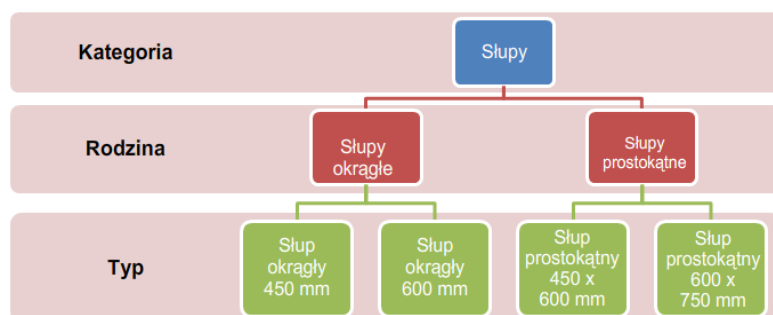 Kategoria
Słupy
Rodzina
Słupy
okrągłe
Słupy
prostokątne
Typ
Słup
okrągły
450 mm
Słup
okrągły
600 mm
Słup
prostokątny
450 x
600 mm
Słup
prostokątny
600 x
750 mm